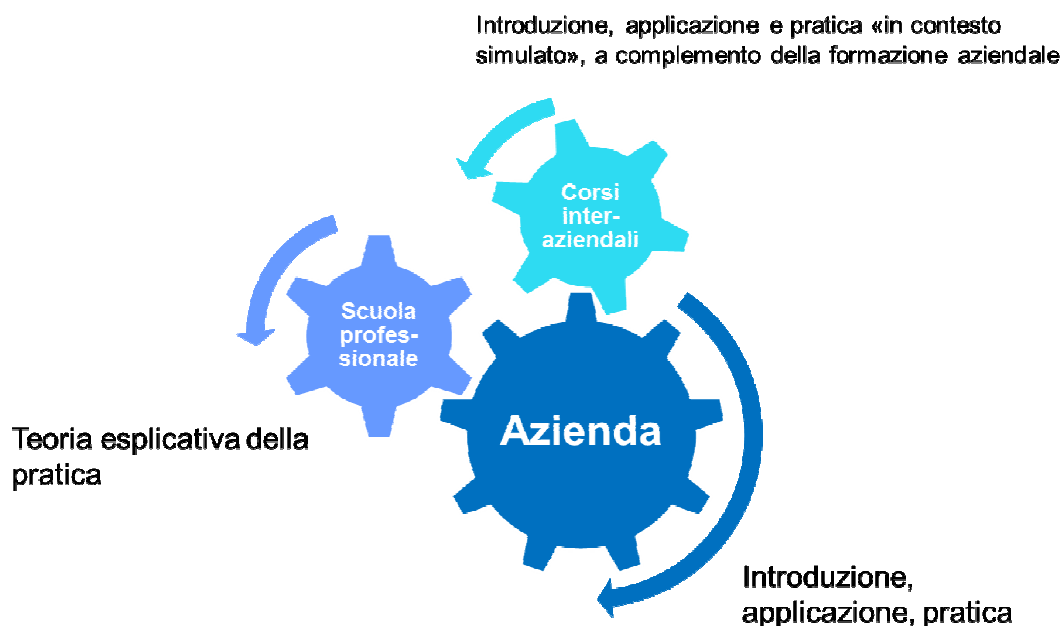 Introduzione, applicazione e pratica «in contesto
simulato», a complemento della formazione aziendale
Corsi
inter-
aziendali
Scuola
profes-
sionale
Azienda
Teoria esplicativa della
pratica
Introduzione,
applicazione, pratica